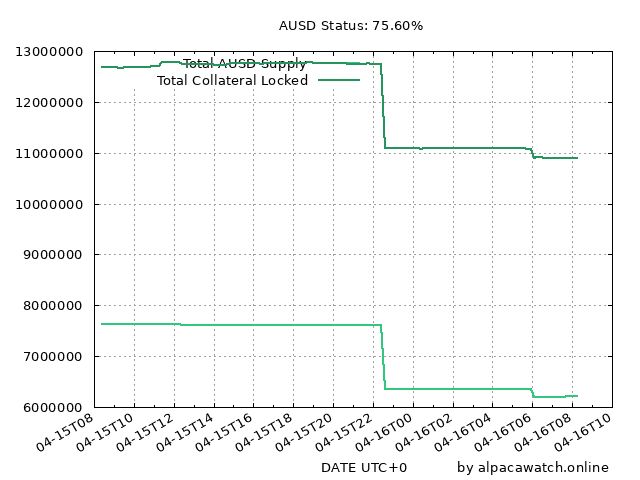 AUSD Status: 75.60%
13000000
12000000
11000000
10000000
9000000
8000000
7000000
6000000
Total AUSD Supply
Total Collateral Locked
04-15T08
04-15T10
04-15T12
04-15T14
04-15T16
04-15T18
04-15T20
04-15T22
04-16T00
04-16T02
04-16T04
04-16T06
04-16T08
04-16T10
DATE UTC+0
by alpacawatch.online